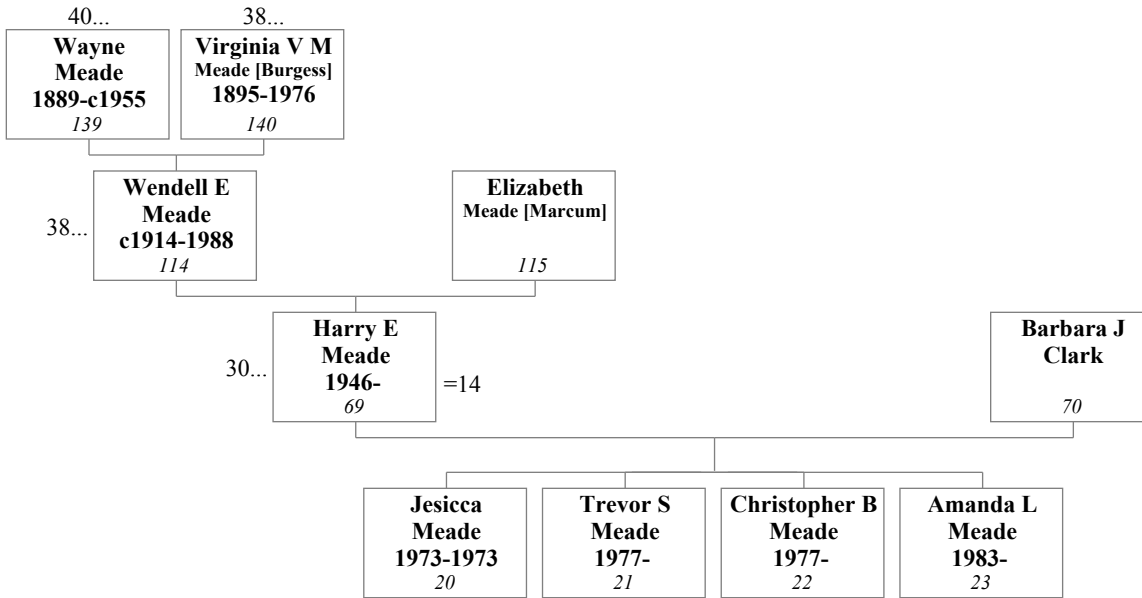 40...
38...
Wayne
Meade
1889-c1955
139
Virginia V M
Meade [Burgess]
1895-1976
140
38...
Wendell E
Meade
c1914-1988
114
Elizabeth
Meade [Marcum]
115
30...
Harry E
Meade
1946-
69
=14
Barbara J
Clark
70
Jesicca
Meade
1973-1973
20
Trevor S
Meade
1977-
21
Christopher B
Meade
1977-
22
Amanda L
Meade
1983-
23